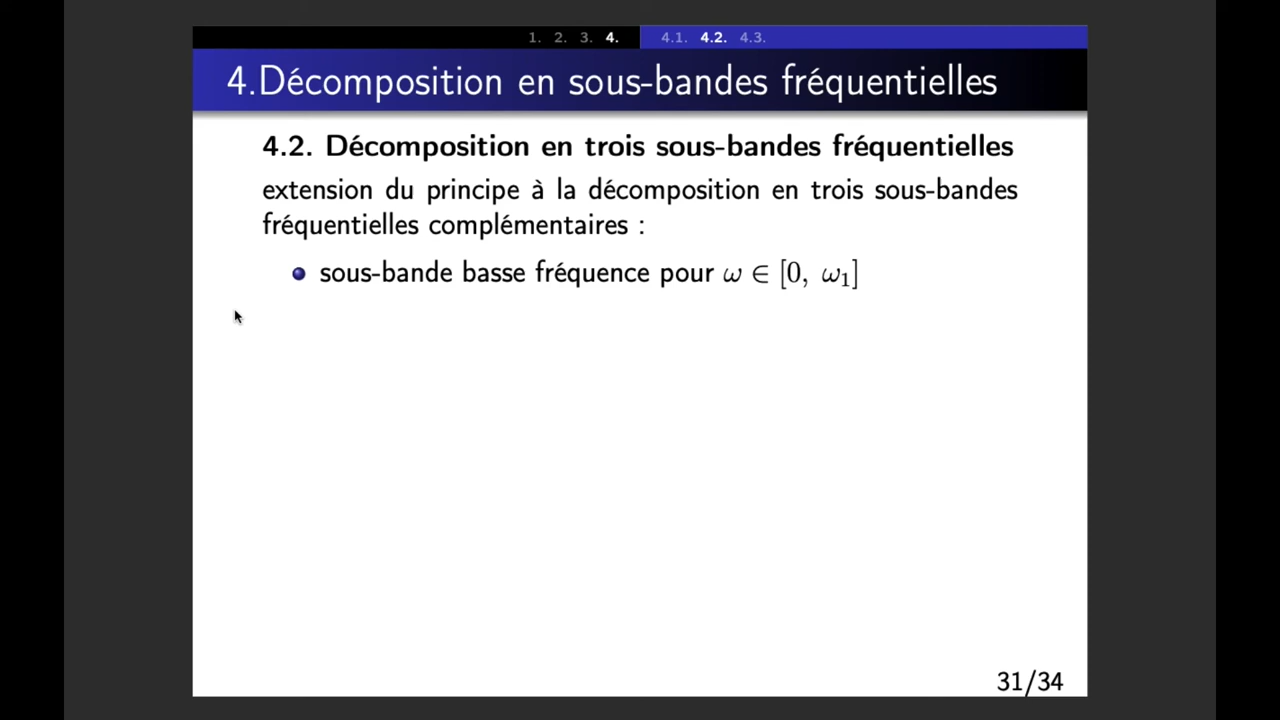 1. 2. 3. 4. 4.1. 4.2. 4.3.
4.Décomposition en sous-bandes fréquentielles
4.2. Décomposition en trois sous-bandes fréquentielles
extension du principe à la décomposition en trois sous-bandes
fréquentielles complémentaires :
sous-bande basse fréquence pour ω ∈ [0, ω₁]
31/34